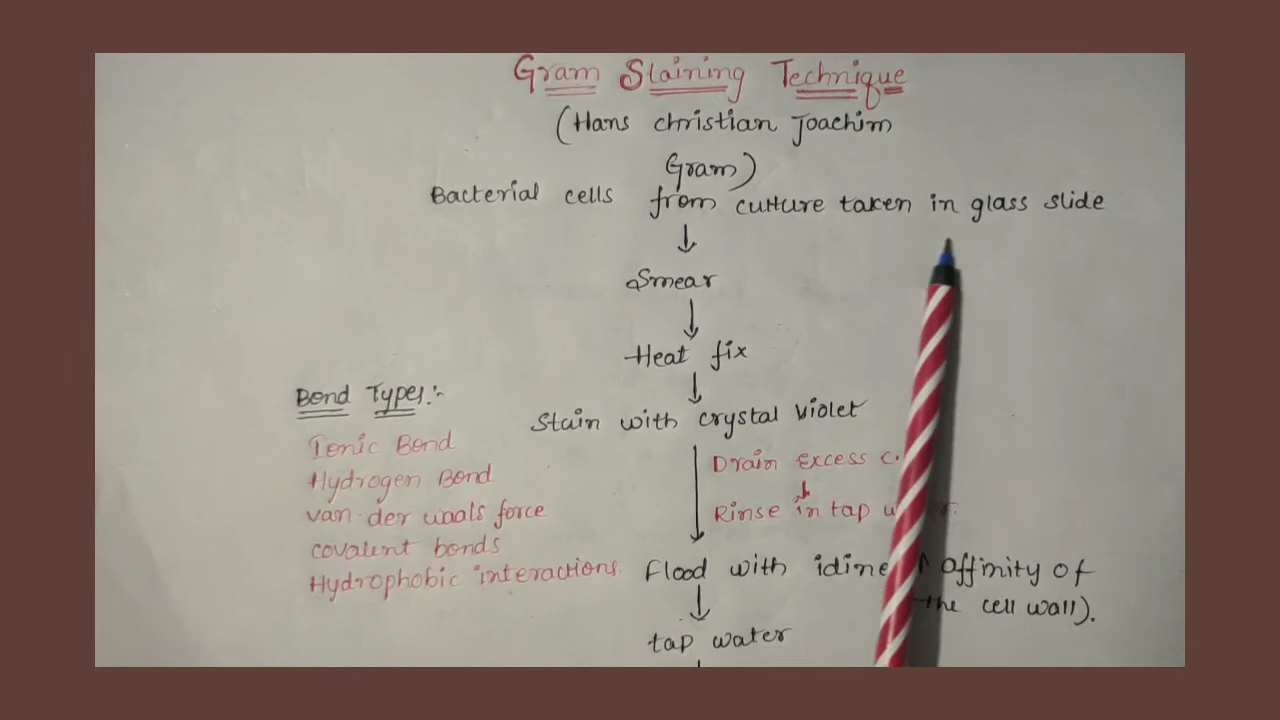 Gram Staining Technique
(Hans christian Joachim
Gram)
Bacterial cells from culture taken in glass slide
Smear
Heat fix
Stain with crystal violet
Drain excess c.
Rinse in tap
Flood with idine affinity of
the cell wall).
tap water
Bond Types:-
Ionic Bond
Hydrogen Bond
van der waals force
covalent bonds
Hydrophobic interactions.